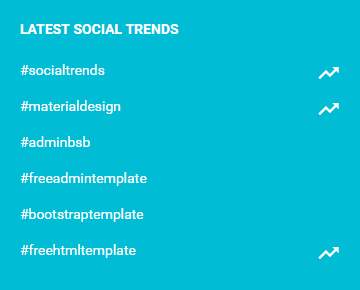 LATEST SOCIAL TRENDS
#socialtrends
#materialdesign
#adminbsb
#freeadmintemplate
#bootstraptemplate
#freehtmltemplate